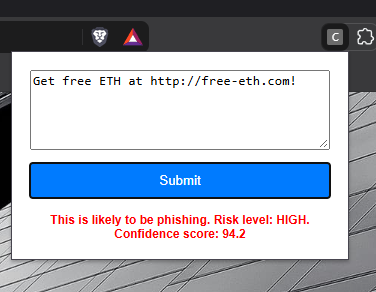 C
Get free ETH at http://free-eth.com!
Submit
This is likely to be phishing. Risk level: HIGH.
Confidence score: 94.2